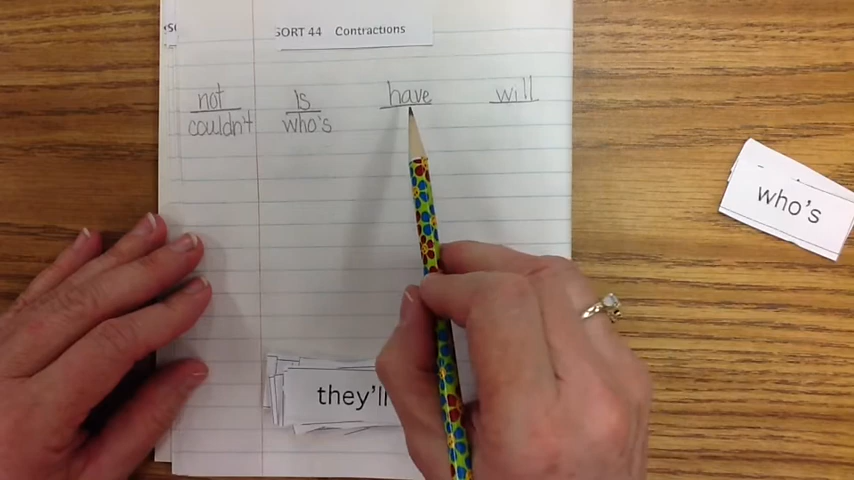 SORT 44 Contractions
not is have will
couldn't who's
who's
they'll